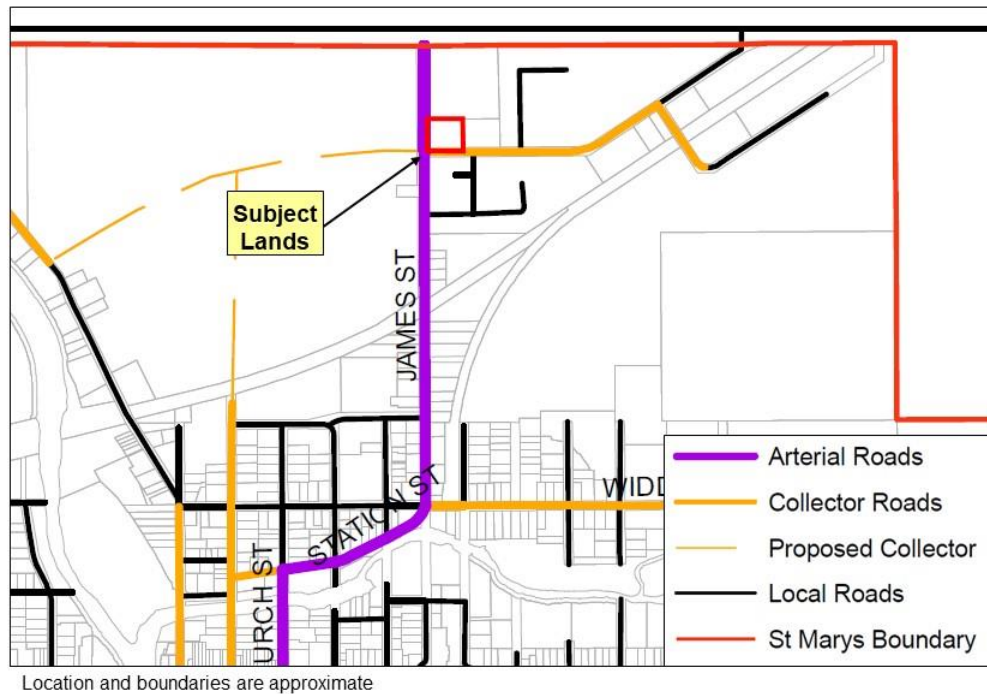 Subject
Lands
JAMES ST
STATION ST
WIDD
URCH ST
Arterial Roads
Collector Roads
Proposed Collector
Local Roads
St Marys Boundary
Location and boundaries are approximate